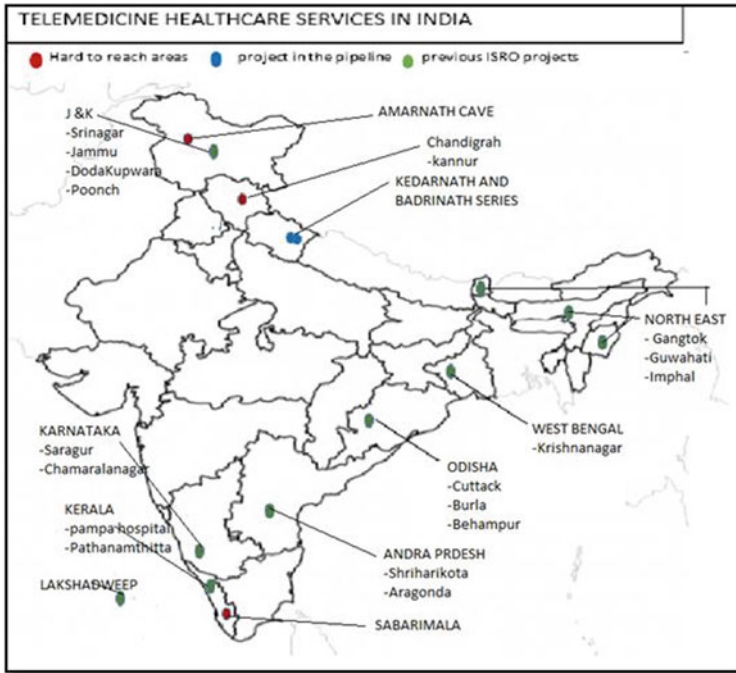 TELEMEDICINE HEALTHCARE SERVICES IN INDIA
Hard to reach areas
project in the pipeline
previous ISRO projects
J &K
-Srinagar
-Jammu
-DodaKupwara
-Poonch
AMARNATH CAVE
Chandigrah
-kannur
KEDARNATH AND
BADRINATH SERIES
NORTH EAST
- Gangtok
- Guwahati
- Imphal
WEST BENGAL
-Krishnanagar
KARNATAKA
-Saragur
-Chamaralanagar
ODISHA
-Cuttack
-Burla
-Behampur
KERALA
-pampa hospital
-Pathanamthitta
ANDRA PRDESH
-Shriharikota
-Aragonda
LAKSHADWEEP
SABARIMALA